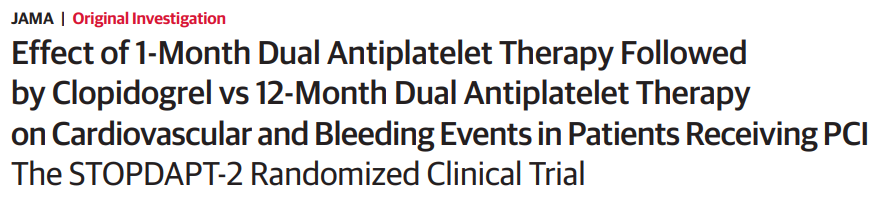 JAMA | Original Investigation
Effect of 1-Month Dual Antiplatelet Therapy Followed
by Clopidogrel vs 12-Month Dual Antiplatelet Therapy
on Cardiovascular and Bleeding Events in Patients Receiving PCI
The STOPDAPT-2 Randomized Clinical Trial